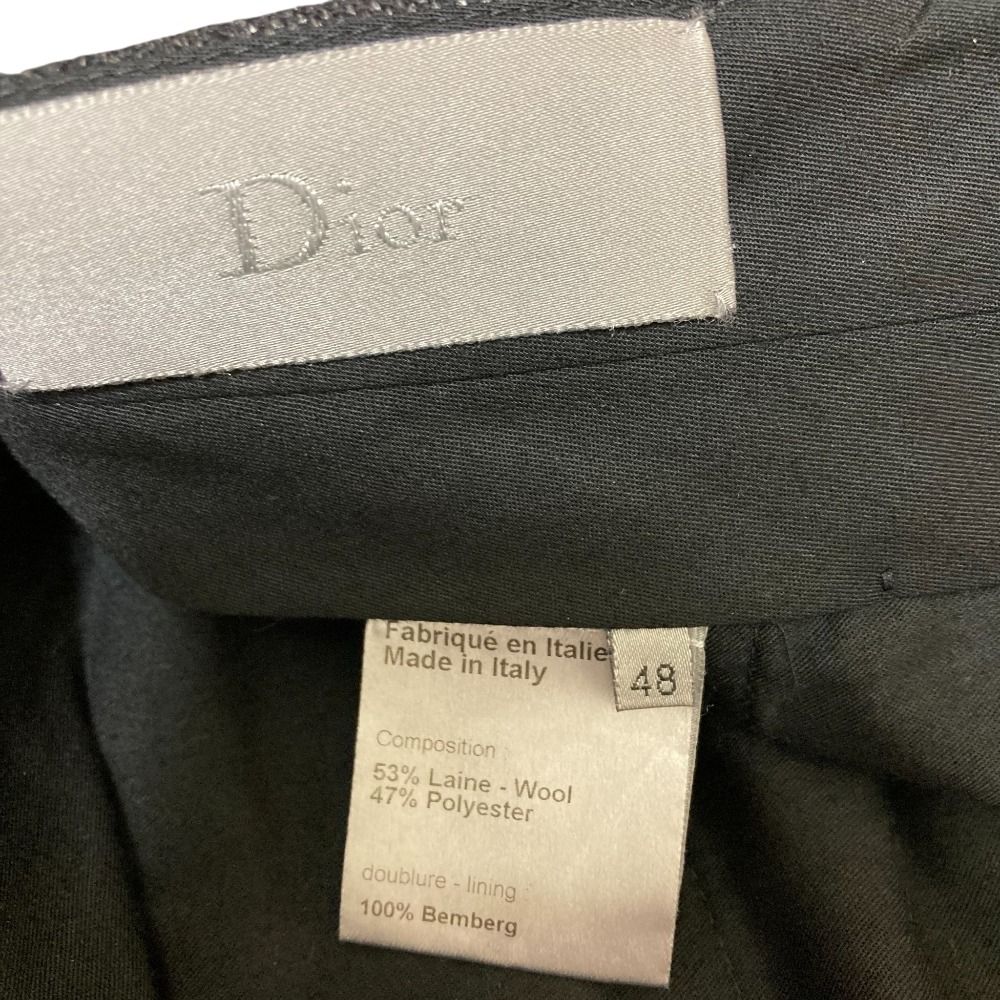 Dior
Fabriqué en Italie
Made in Italy
48
Composition :
53% Laine - Wool
47% Polyester
doublure - lining :
100% Bemberg